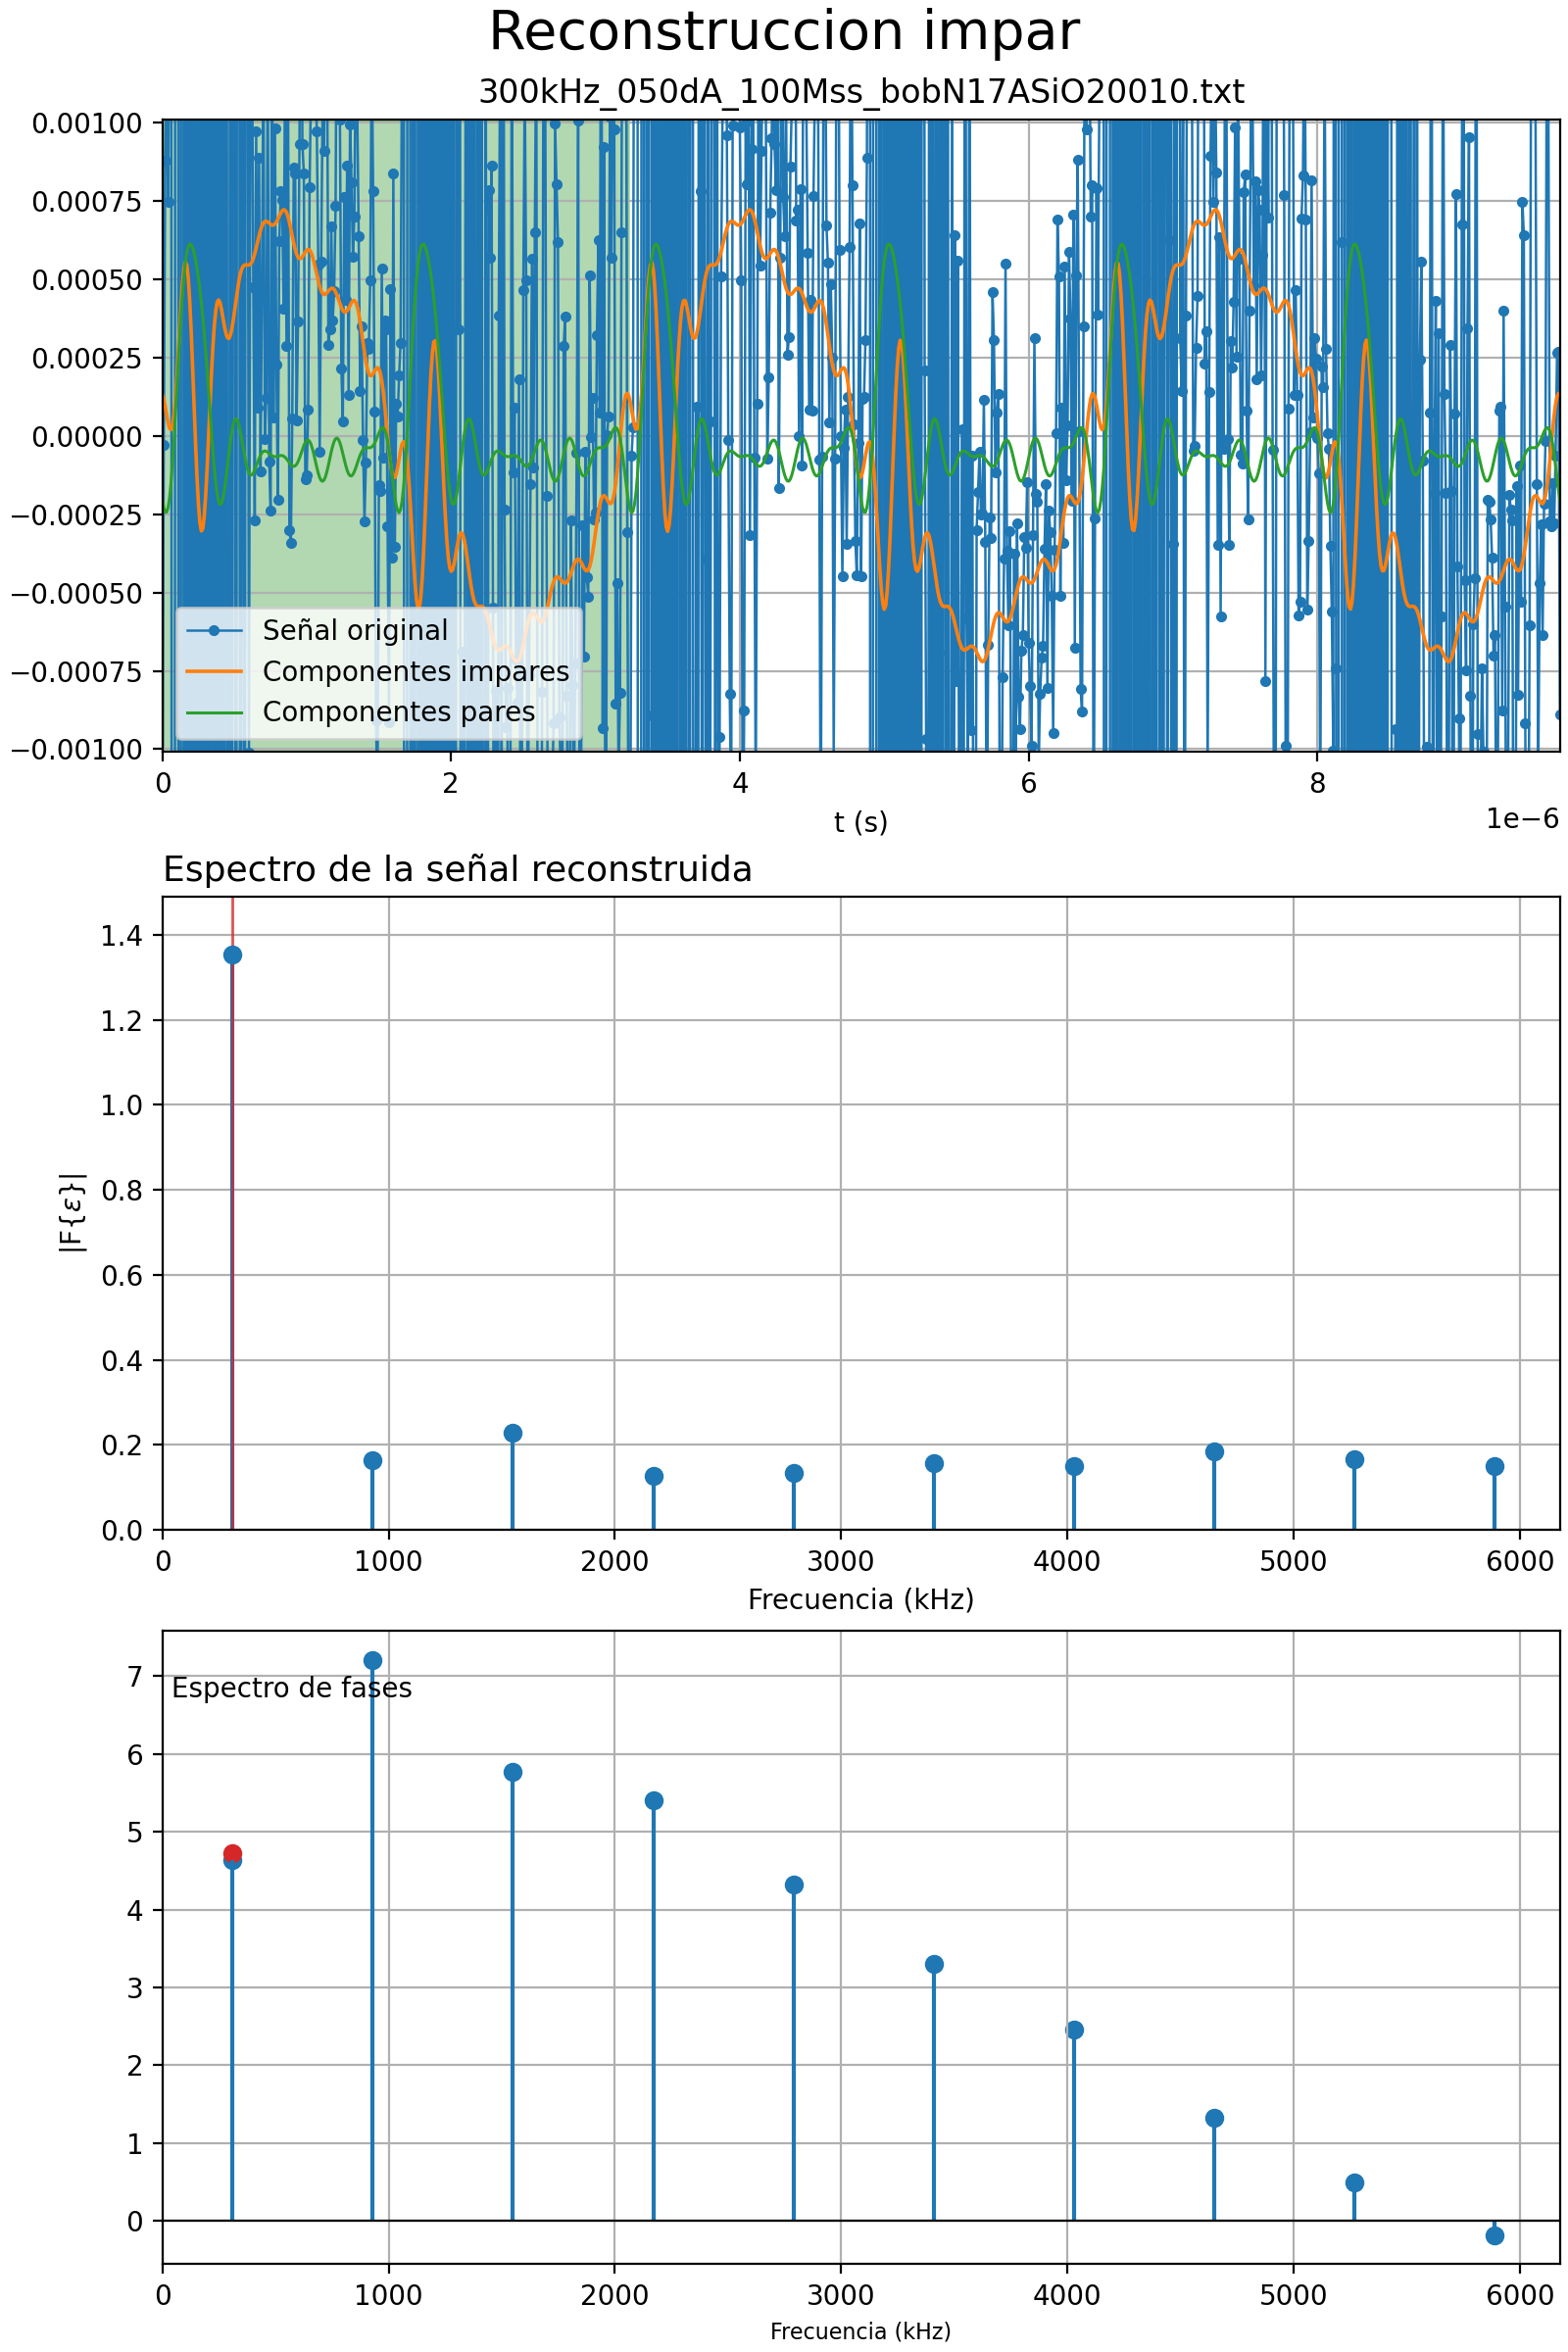 Reconstruccion impar
300kHz_050dA_100Mss_bobN17ASiO20010.txt
0.00100
0.00075
0.00050
0.00025
0.00000
−0.00025
−0.00050
−0.00075
−0.00100
Señal original
Componentes impares
Componentes pares
0 2 4 6 8
1e−6
t (s)
Espectro de la señal reconstruida
1.4
1.2
1.0
0.8
0.6
0.4
0.2
0.0
|F{ε}|
0 1000 2000 3000 4000 5000 6000
Frecuencia (kHz)
7
Espectro de fases
6
5
4
3
2
1
0
0 1000 2000 3000 4000 5000 6000
Frecuencia (kHz)